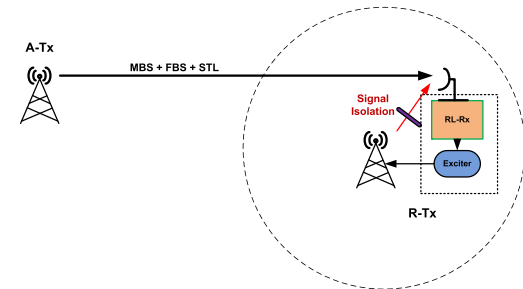 A-Tx
MBS + FBS + STL
Signal
Isolation
RL-Rx
Exciter
R-Tx